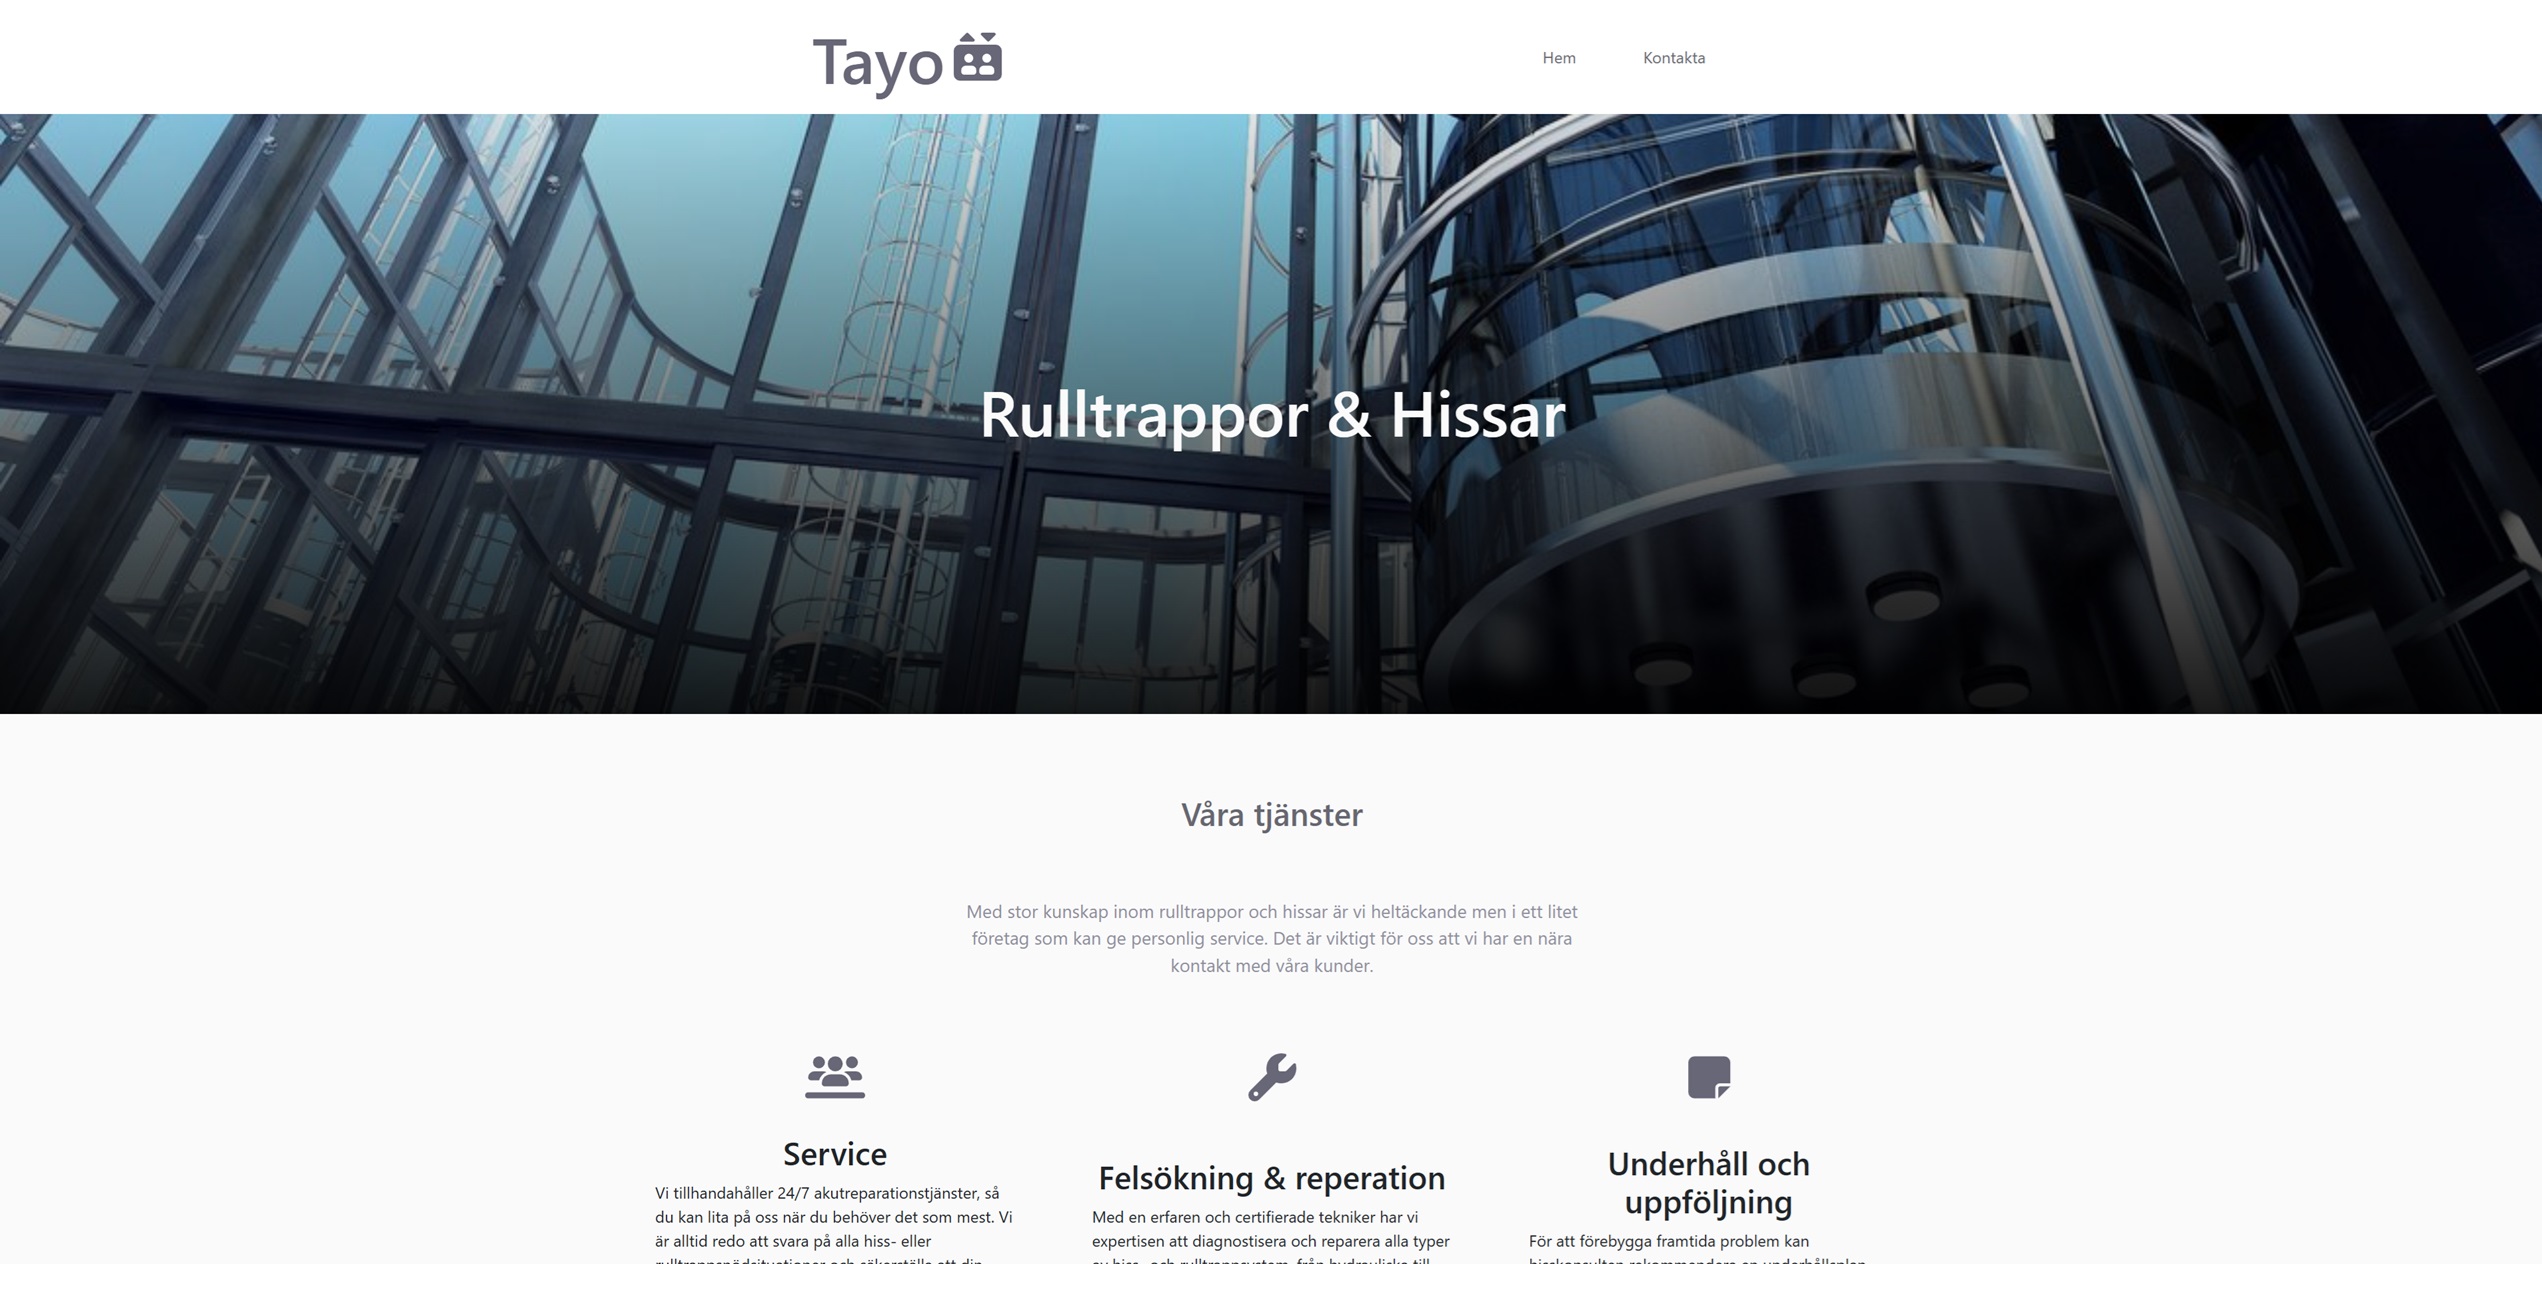 Tayo
Hem
Kontakta
Rulltrappor & Hissar
Våra tjänster
Med stor kunskap inom rulltrappor och hissar är vi heltäckande men i ett litet
företag som kan ge personlig service. Det är viktigt för oss att vi har en nära
kontakt med våra kunder.
Service
Vi tillhandahåller 24/7 akutreparationstjänster, så
du kan lita på oss när du behöver det som mest. Vi
är alltid redo att svara på alla hiss- eller
Felsökning & reperation
Med en erfaren och certifierade tekniker har vi
expertisen att diagnostisera och reparera alla typer
Underhåll och
uppföljning
För att förebygga framtida problem kan